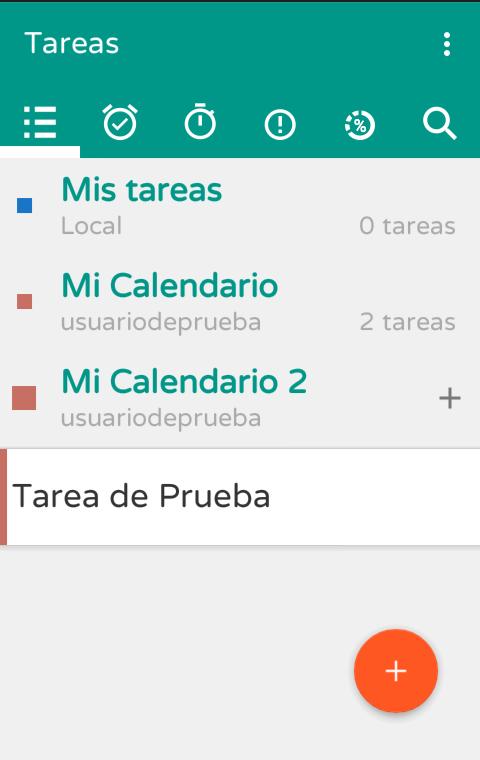 Tareas
%
Mis tareas
Local 0 tareas
Mi Calendario
usuariodeprueba 2 tareas
Mi Calendario 2
usuariodeprueba
Tarea de Prueba